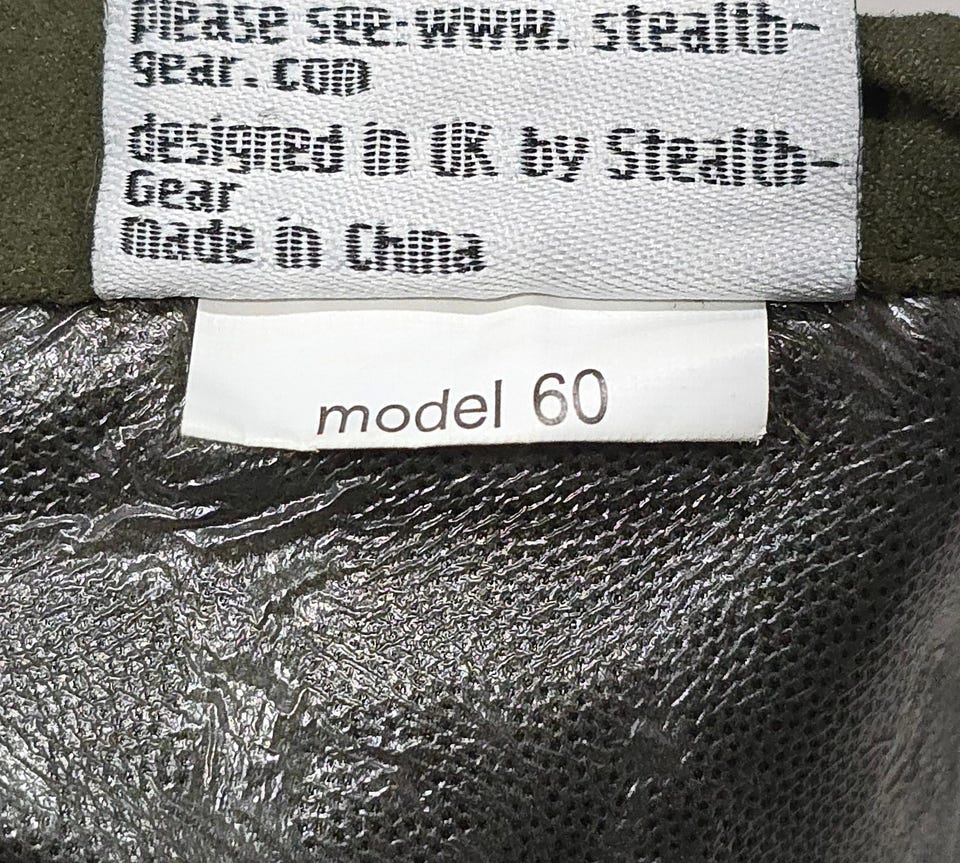 please see:www. stealth-
gear.com
designed in UK by Stealth-
Gear
Made in China
model 60